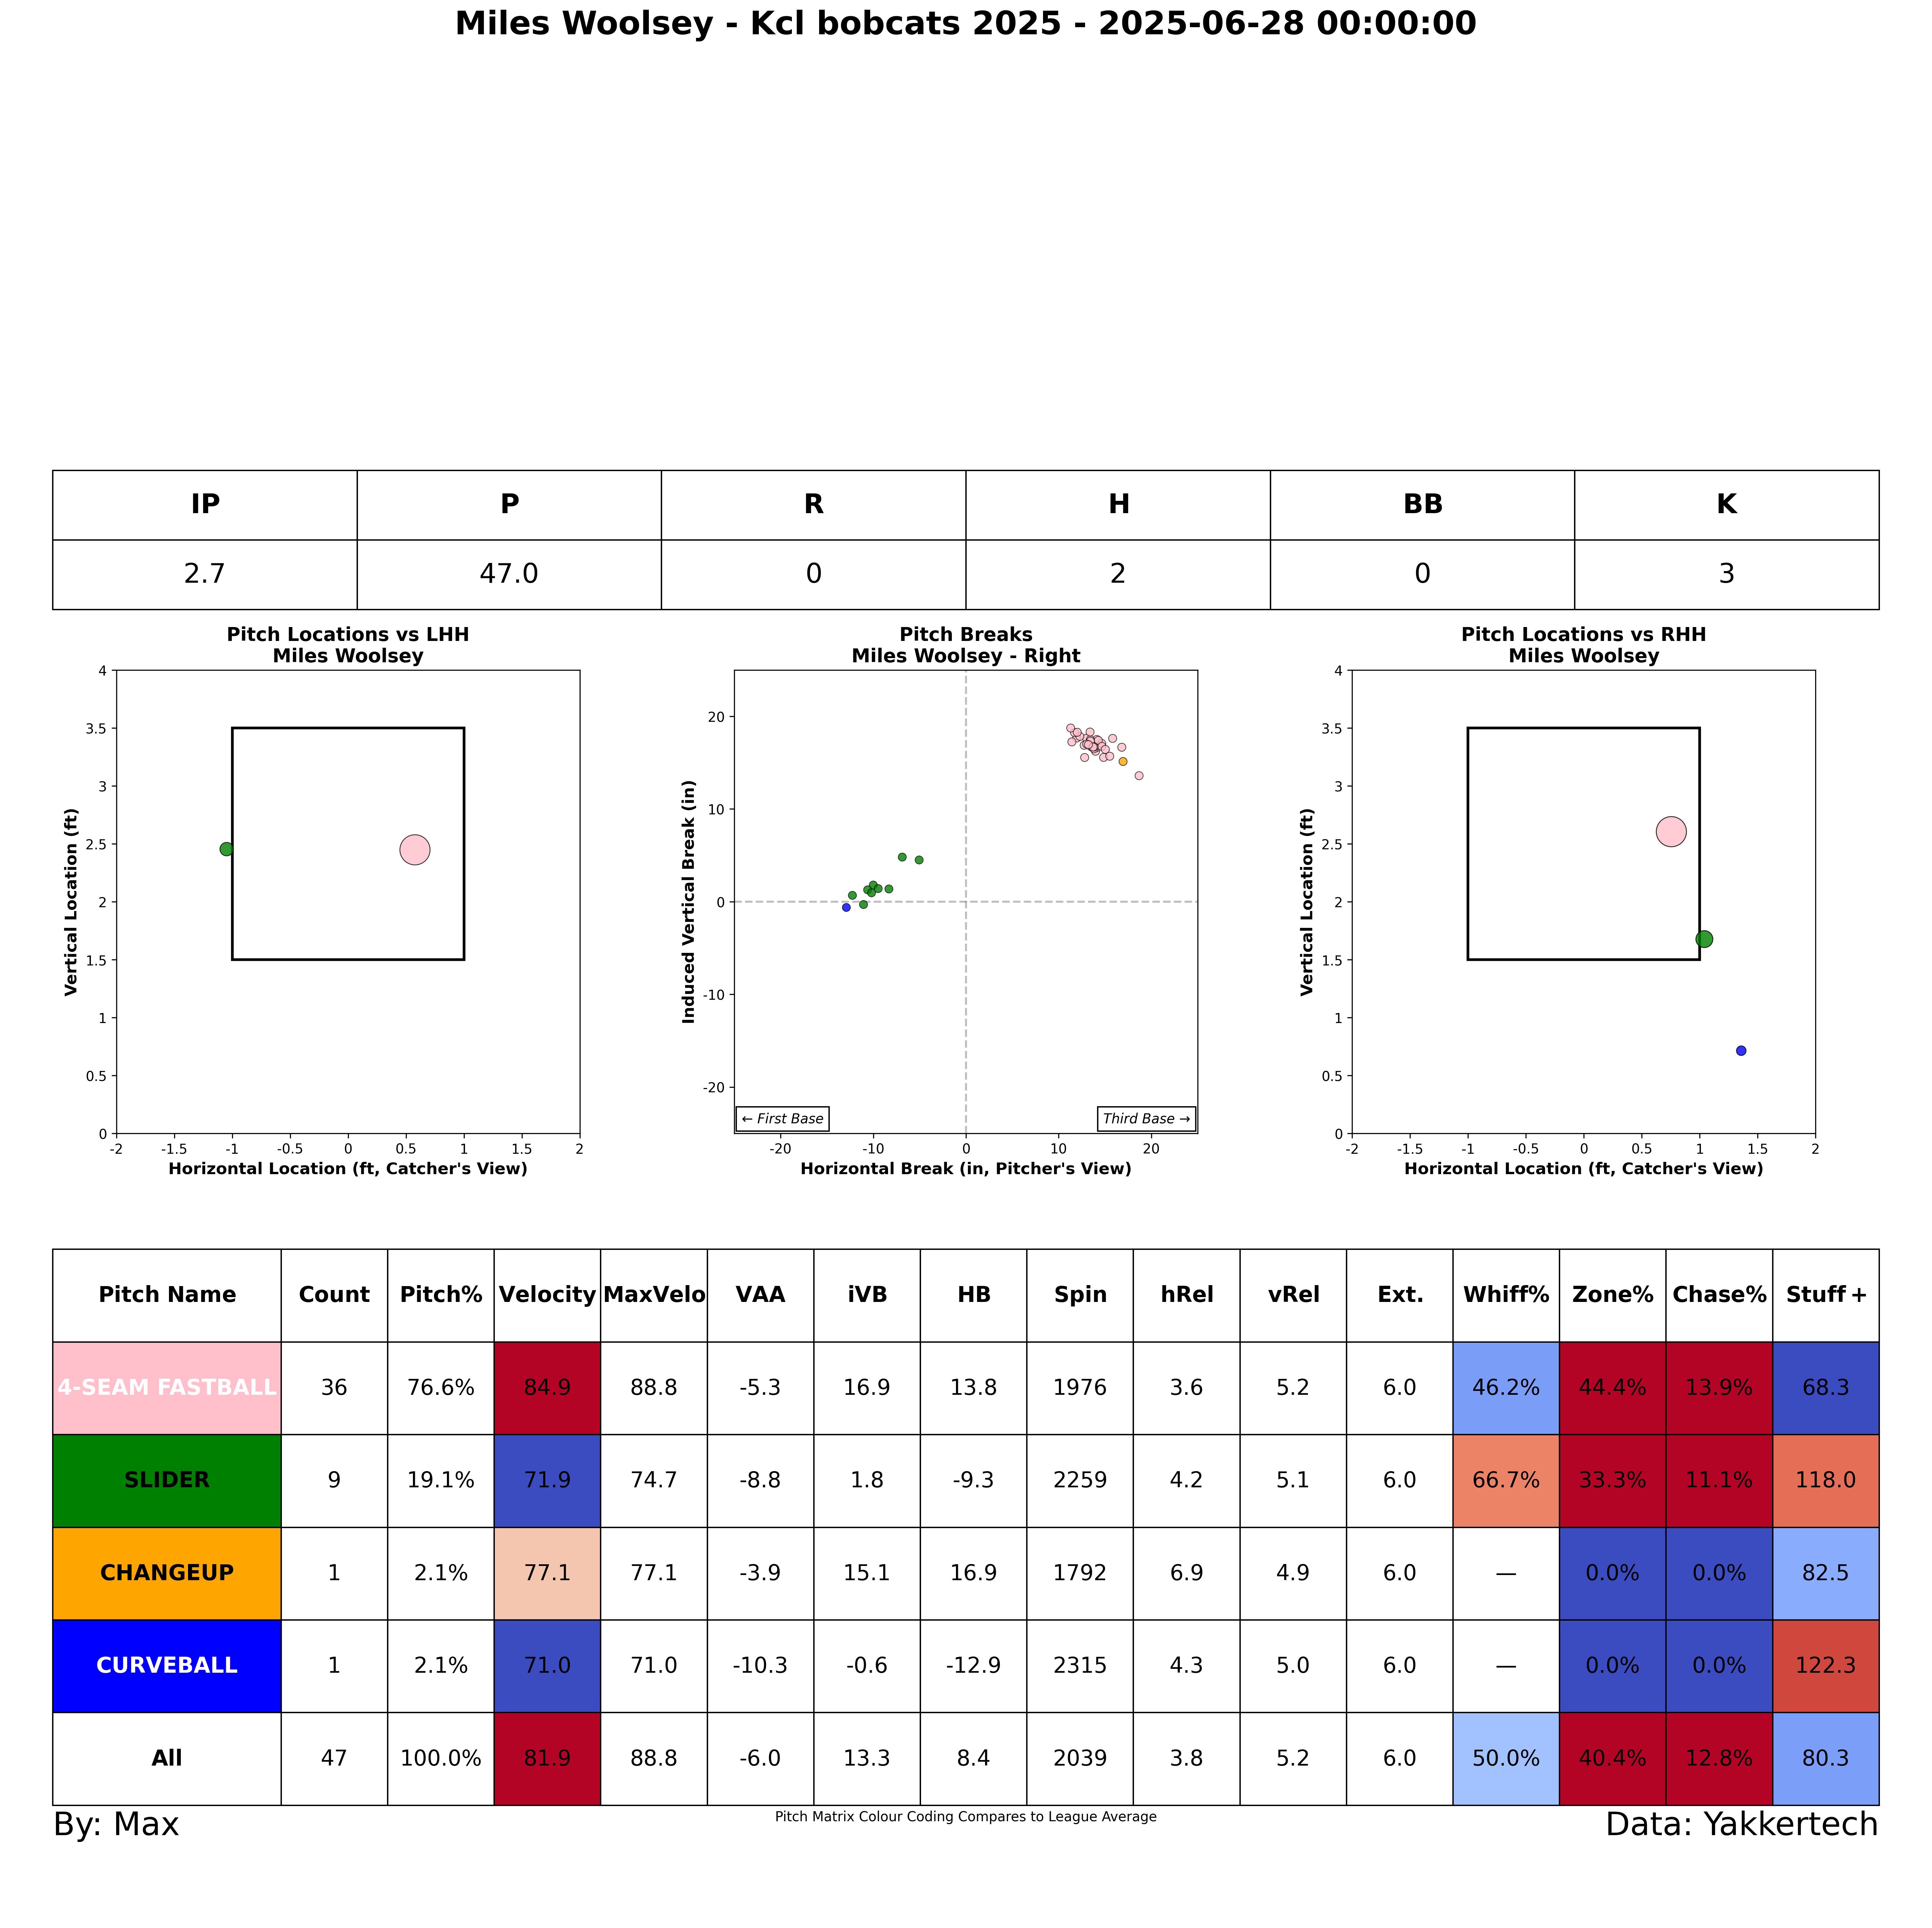 Miles Woolsey - Kcl bobcats 2025 - 2025-06-28 00:00:00
IP P R H BB K
2.7 47.0 0 2 0 3
Pitch Locations vs LHH
Miles Woolsey
4
3.5
3
2.5
2
1.5
1
0.5
0
-2 -1.5 -1 -0.5 0 0.5 1 1.5 2
Vertical Location (ft)
Horizontal Location (ft, Catcher's View)
Pitch Breaks
Miles Woolsey - Right
20
10
0
-10
-20
← First Base Third Base →
-20 -10 0 10 20
Induced Vertical Break (in)
Horizontal Break (in, Pitcher's View)
Pitch Locations vs RHH
Miles Woolsey
4
3.5
3
2.5
2
1.5
1
0.5
0
-2 -1.5 -1 -0.5 0 0.5 1 1.5 2
Vertical Location (ft)
Horizontal Location (ft, Catcher's View)
Pitch Name Count Pitch% Velocity MaxVelo VAA iVB HB Spin hRel vRel Ext. Whiff% Zone% Chase% Stuff+
4-SEAM FASTBALL 36 76.6% 84.9 88.8 -5.3 16.9 13.8 1976 3.6 5.2 6.0 46.2% 44.4% 13.9% 68.3
SLIDER 9 19.1% 71.9 74.7 -8.8 1.8 -9.3 2259 4.2 5.1 6.0 66.7% 33.3% 11.1% 118.0
CHANGEUP 1 2.1% 77.1 77.1 -3.9 15.1 16.9 1792 6.9 4.9 6.0 — 0.0% 0.0% 82.5
CURVEBALL 1 2.1% 71.0 71.0 -10.3 -0.6 -12.9 2315 4.3 5.0 6.0 — 0.0% 0.0% 122.3
All 47 100.0% 81.9 88.8 -6.0 13.3 8.4 2039 3.8 5.2 6.0 50.0% 40.4% 12.8% 80.3
By: Max
Pitch Matrix Colour Coding Compares to League Average
Data: Yakkertech